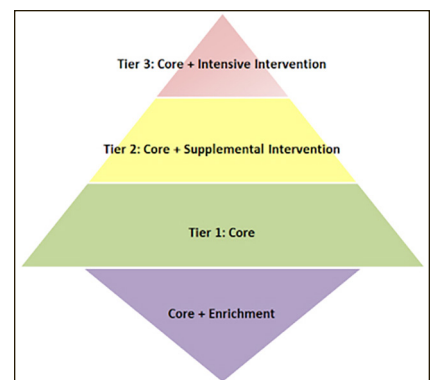 Tier 3: Core + Intensive Intervention
Tier 2: Core + Supplemental Intervention
Tier 1: Core
Core + Enrichment